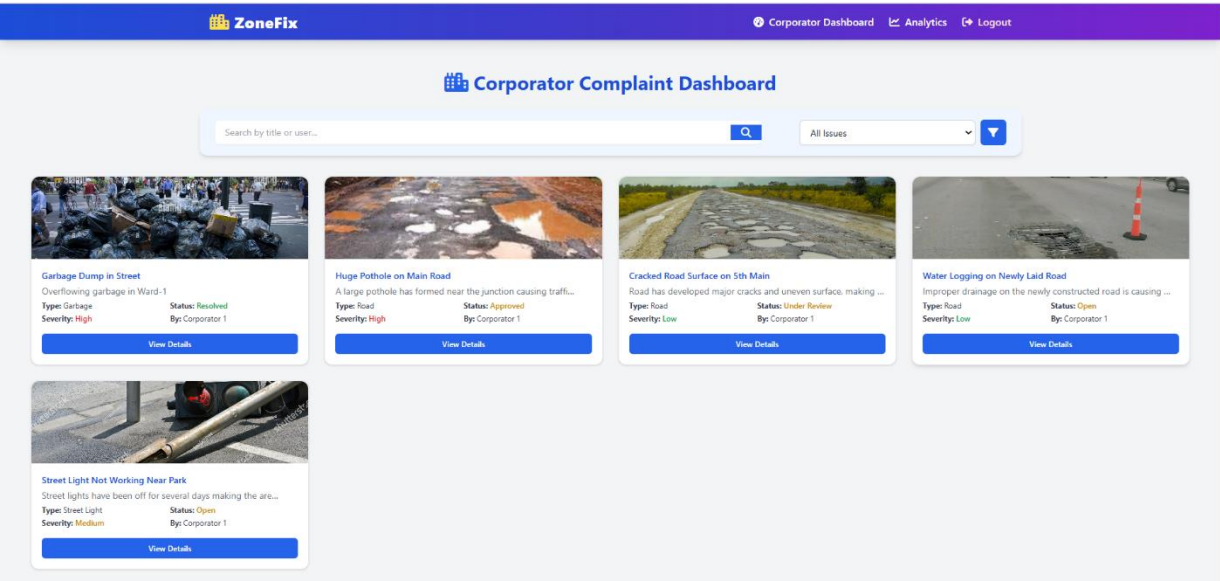 ZoneFix
Corporator Dashboard Analytics Logout
Corporator Complaint Dashboard
Search by title or user...
All Issues
Garbage Dump in Street
Overflowing garbage in Ward-1
Type: Garbage Status: Resolved
Severity: High By: Corporator 1
View Details
Huge Pothole on Main Road
A large pothole has formed near the junction causing traffi...
Type: Road Status: Approved
Severity: High By: Corporator 1
View Details
Cracked Road Surface on 5th Main
Road has developed major cracks and uneven surface, making ...
Type: Road Status: Under Review
Severity: Low By: Corporator 1
View Details
Water Logging on Newly Laid Road
Improper drainage on the newly constructed road is causing ...
Type: Road Status: Open
Severity: Low By: Corporator 1
View Details
Street Light Not Working Near Park
Street lights have been off for several days making the are...
Type: Street Light Status: Open
Severity: Medium By: Corporator 1
View Details